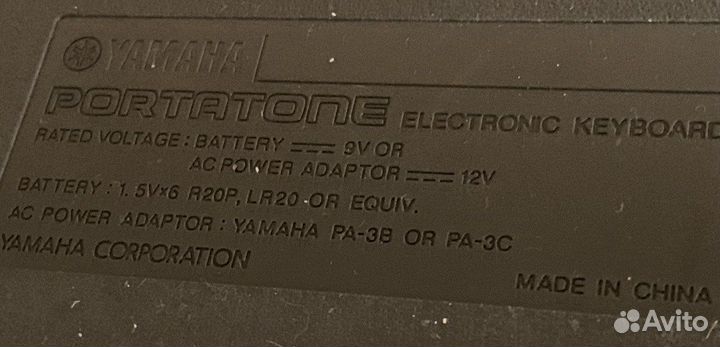 YAMAHA
PORTATONE ELECTRONIC KEYBOARD
RATED VOLTAGE : BATTERY ⎓ 9V OR
AC POWER ADAPTOR ⎓ 12V
BATTERY : 1.5V×6 R20P, LR20 OR EQUIV.
AC POWER ADAPTOR : YAMAHA PA-3B OR PA-3C
YAMAHA CORPORATION
MADE IN CHINA
Avito